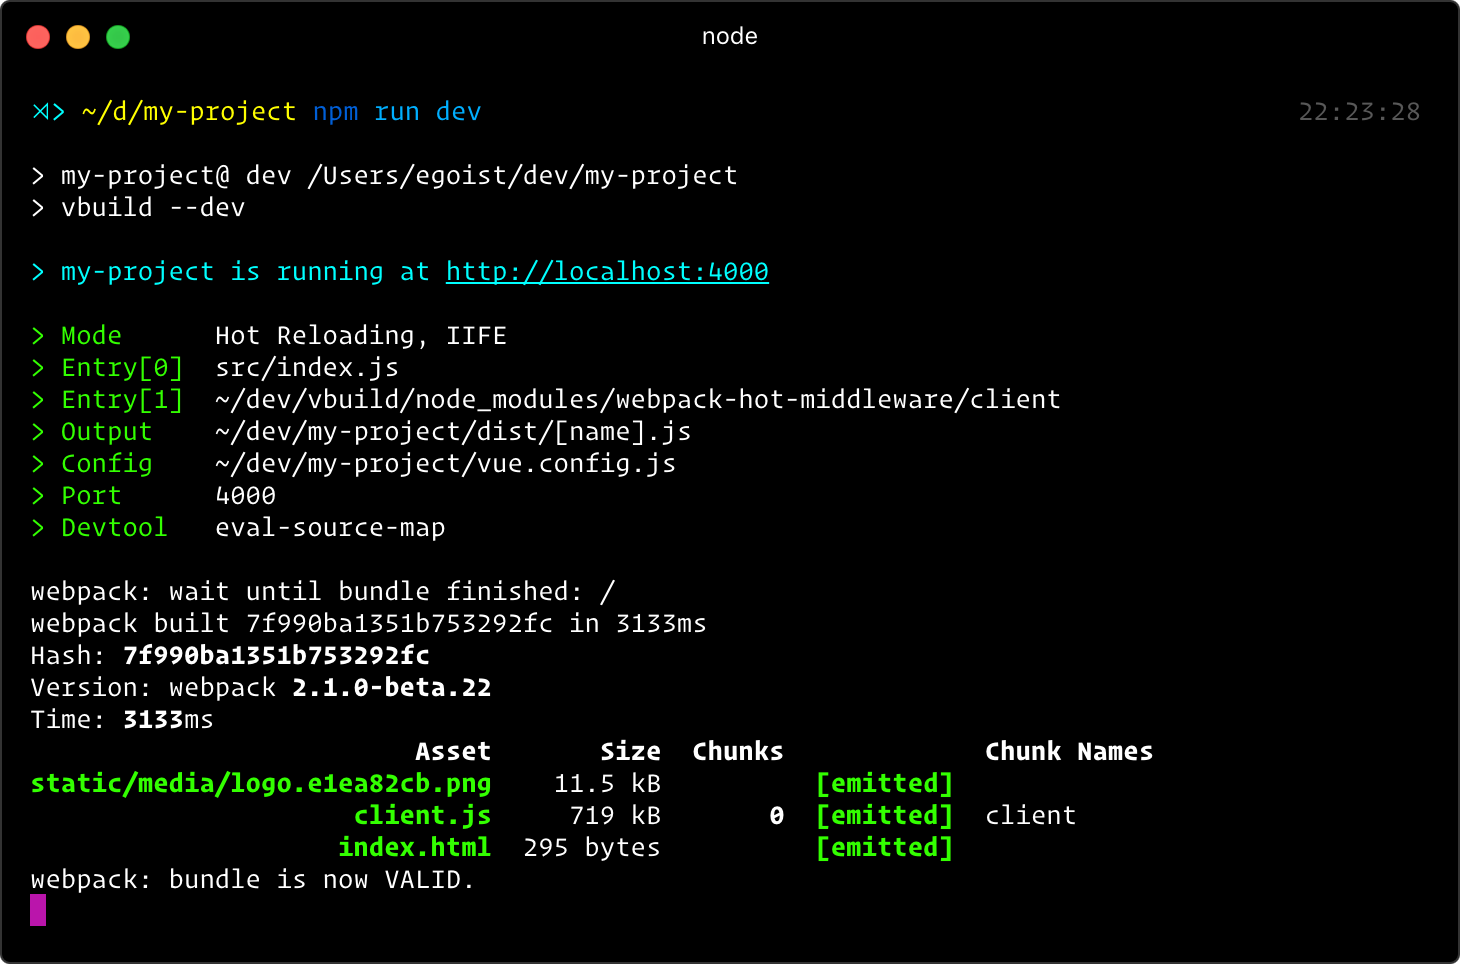 node
⋊> ~/d/my-project npm run dev 22:23:28
> my-project@ dev /Users/egoist/dev/my-project
> vbuild --dev
> my-project is running at http://localhost:4000
> Mode Hot Reloading, IIFE
> Entry[0] src/index.js
> Entry[1] ~/dev/vbuild/node_modules/webpack-hot-middleware/client
> Output ~/dev/my-project/dist/[name].js
> Config ~/dev/my-project/vue.config.js
> Port 4000
> Devtool eval-source-map
webpack: wait until bundle finished: /
webpack built 7f990ba1351b753292fc in 3133ms
Hash: 7f990ba1351b753292fc
Version: webpack 2.1.0-beta.22
Time: 3133ms
Asset Size Chunks Chunk Names
static/media/logo.e1ea82cb.png 11.5 kB [emitted]
client.js 719 kB 0 [emitted] client
index.html 295 bytes [emitted]
webpack: bundle is now VALID.